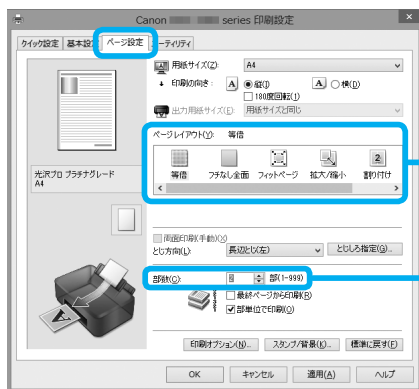 Canon series 印刷設定
クイック設定 基本設 ページ設定 ーティリティ
用紙サイズ(Z): A4
印刷の向き: A 縦(I) A 横(D)
180度回転(1)
出力用紙サイズ(E): 用紙サイズと同じ
ページレイアウト(Y): 等倍
等倍 フチなし全面 フィットページ 拡大/縮小 割り付け
2
光沢プロ プラチナグレード
A4
両面印刷(手動)(X)
とじ方向(L): 長辺とじ(左) とじしろ指定(G)...
部数(C): 部(1-999)
最終ページから印刷(R)
部単位で印刷(O)
印刷オプション(N)... スタンプ/背景(K)... 標準に戻す(F)
OK キャンセル 適用(A) ヘルプ